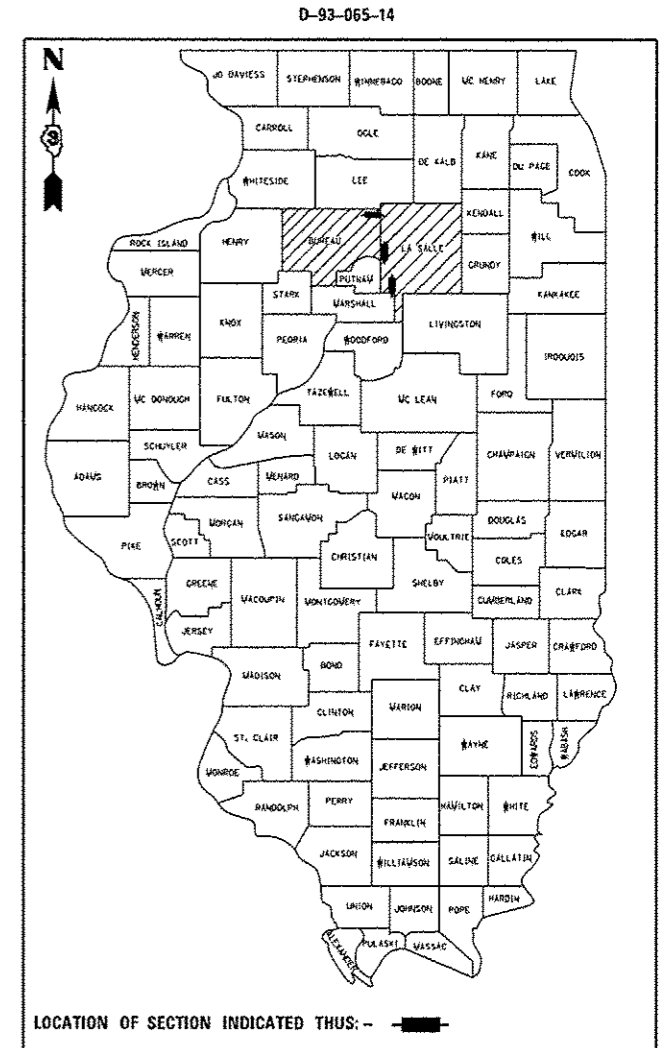 D-93-065-14
N
3
JO DAVIESS STEPHENSON WINNEBAGO BOONE MC HENRY LAKE
CARROLL OGLE
DE KALB KANE DU PAGE COOK
WHITESIDE LEE
KENDALL WILL
ROCK ISLAND HENRY BUREAU LA SALLE GRUNDY
MERCER PUTNAM KANKAKEE
STARK MARSHALL
HENDERSON WARREN KNOX PEORIA WOODFORD LIVINGSTON IROQUOIS
HANCOCK MC DONOUGH FULTON TAZEWELL MC LEAN FORD
SCHUYLER MASON LOGAN DE WITT CHAMPAIGN VERMILION
ADAMS BROWN CASS MENARD PIATT
MACON
PIKE SCOTT MORGAN SANGAMON CHRISTIAN MOULTRIE DOUGLAS EDGAR
COLES
CALHOUN GREENE MACOUPIN MONTGOMERY SHELBY CUMBERLAND CLARK
JERSEY
FAYETTE EFFINGHAM JASPER CRAWFORD
MADISON BOND
CLAY RICHLAND LAWRENCE
CLINTON MARION
ST. CLAIR WAYNE EDWARDS WABASH
MONROE WASHINGTON JEFFERSON
RANDOLPH PERRY HAMILTON WHITE
FRANKLIN
JACKSON WILLIAMSON SALINE GALLATIN
UNION JOHNSON POPE HARDIN
ALEXANDER PULASKI MASSAC
LOCATION OF SECTION INDICATED THUS: -